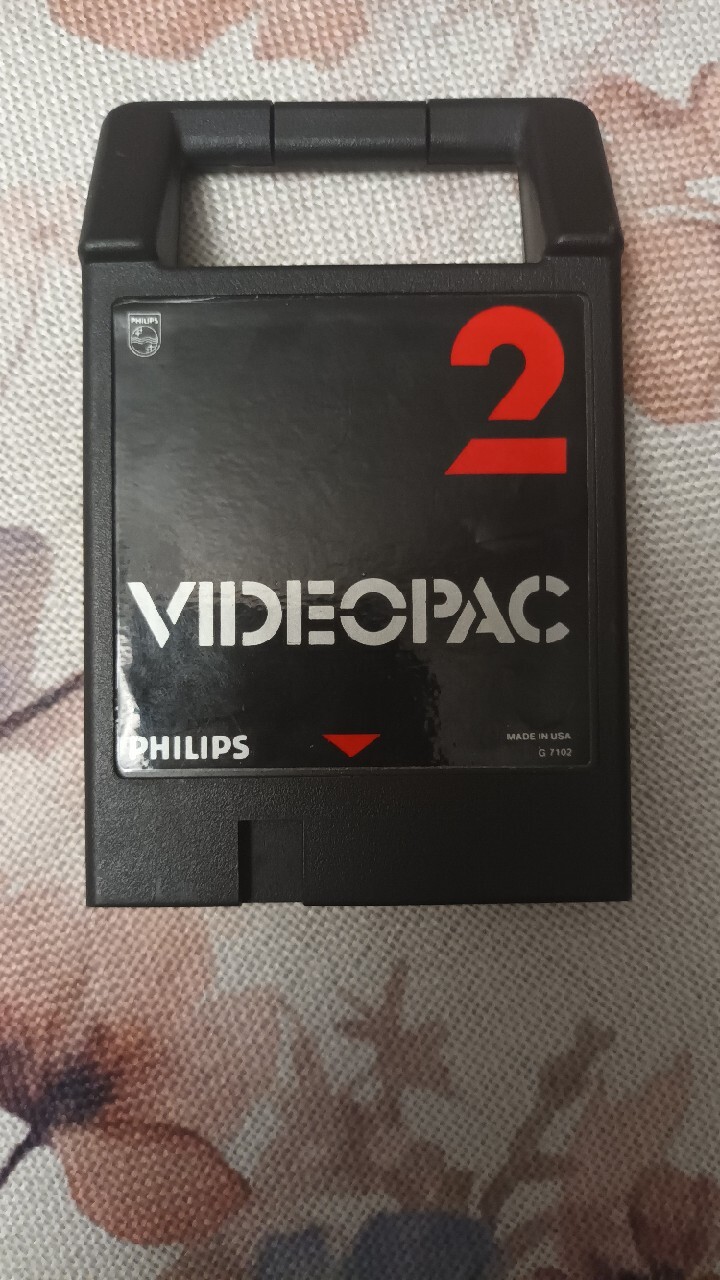 PHILIPS
2
VIDEOPAC
PHILIPS
MADE IN USA
G 7102